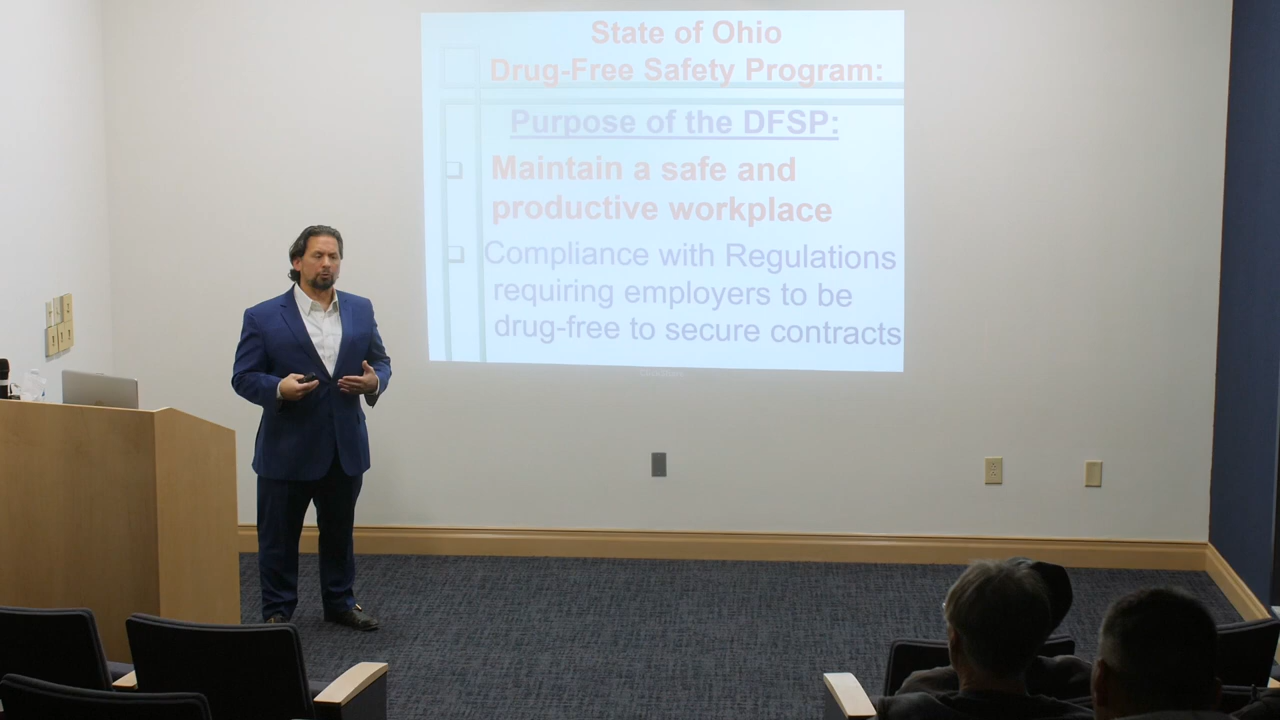 State of Ohio
Drug-Free Safety Program:
Purpose of the DFSP:
Maintain a safe and
productive workplace
Compliance with Regulations
requiring employers to be
drug-free to secure contracts